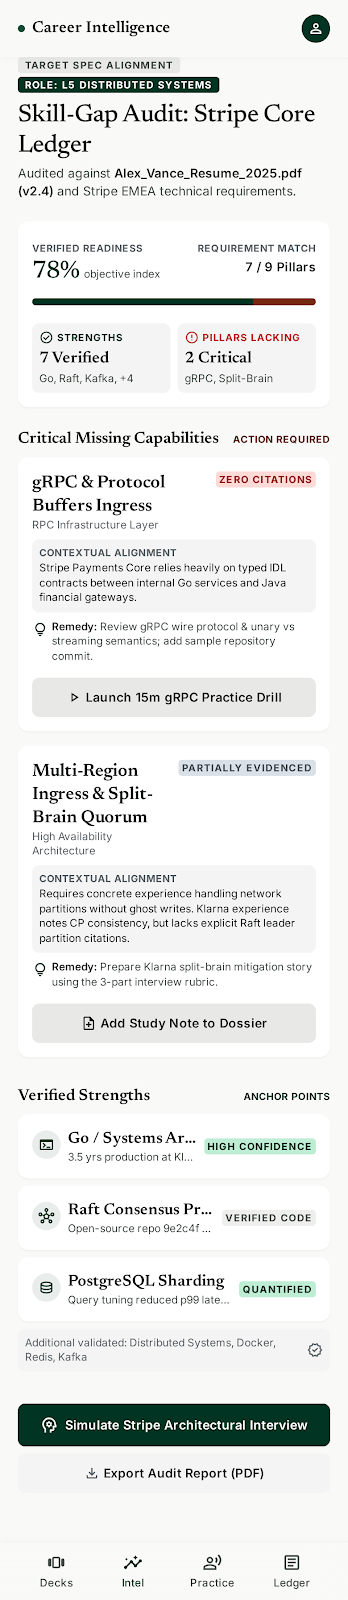 Career Intelligence
TARGET SPEC ALIGNMENT
ROLE: L5 DISTRIBUTED SYSTEMS
Skill-Gap Audit: Stripe Core
Ledger
Audited against Alex_Vance_Resume_2025.pdf
(v2.4) and Stripe EMEA technical requirements.
VERIFIED READINESS
78% objective index
REQUIREMENT MATCH
7 / 9 Pillars
STRENGTHS
7 Verified
Go, Raft, Kafka, +4
PILLARS LACKING
2 Critical
gRPC, Split-Brain
Critical Missing Capabilities
ACTION REQUIRED
gRPC & Protocol
Buffers Ingress
ZERO CITATIONS
RPC Infrastructure Layer
CONTEXTUAL ALIGNMENT
Stripe Payments Core relies heavily on typed IDL
contracts between internal Go services and Java
financial gateways.
Remedy: Review gRPC wire protocol & unary vs
streaming semantics; add sample repository
commit.
Launch 15m gRPC Practice Drill
Multi-Region
Ingress & Split-
Brain Quorum
PARTIALLY EVIDENCED
High Availability
Architecture
CONTEXTUAL ALIGNMENT
Requires concrete experience handling network
partitions without ghost writes. Klarna experience
notes CP consistency, but lacks explicit Raft leader
partition citations.
Remedy: Prepare Klarna split-brain mitigation story
using the 3-part interview rubric.
Add Study Note to Dossier
Verified Strengths
ANCHOR POINTS
Go / Systems Ar...
3.5 yrs production at Kl...
HIGH CONFIDENCE
Raft Consensus Pr...
Open-source repo 9e2c4f ...
VERIFIED CODE
PostgreSQL Sharding
Query tuning reduced p99 late...
QUANTIFIED
Additional validated: Distributed Systems, Docker,
Redis, Kafka
Simulate Stripe Architectural Interview
Export Audit Report (PDF)
Decks
Intel
Practice
Ledger